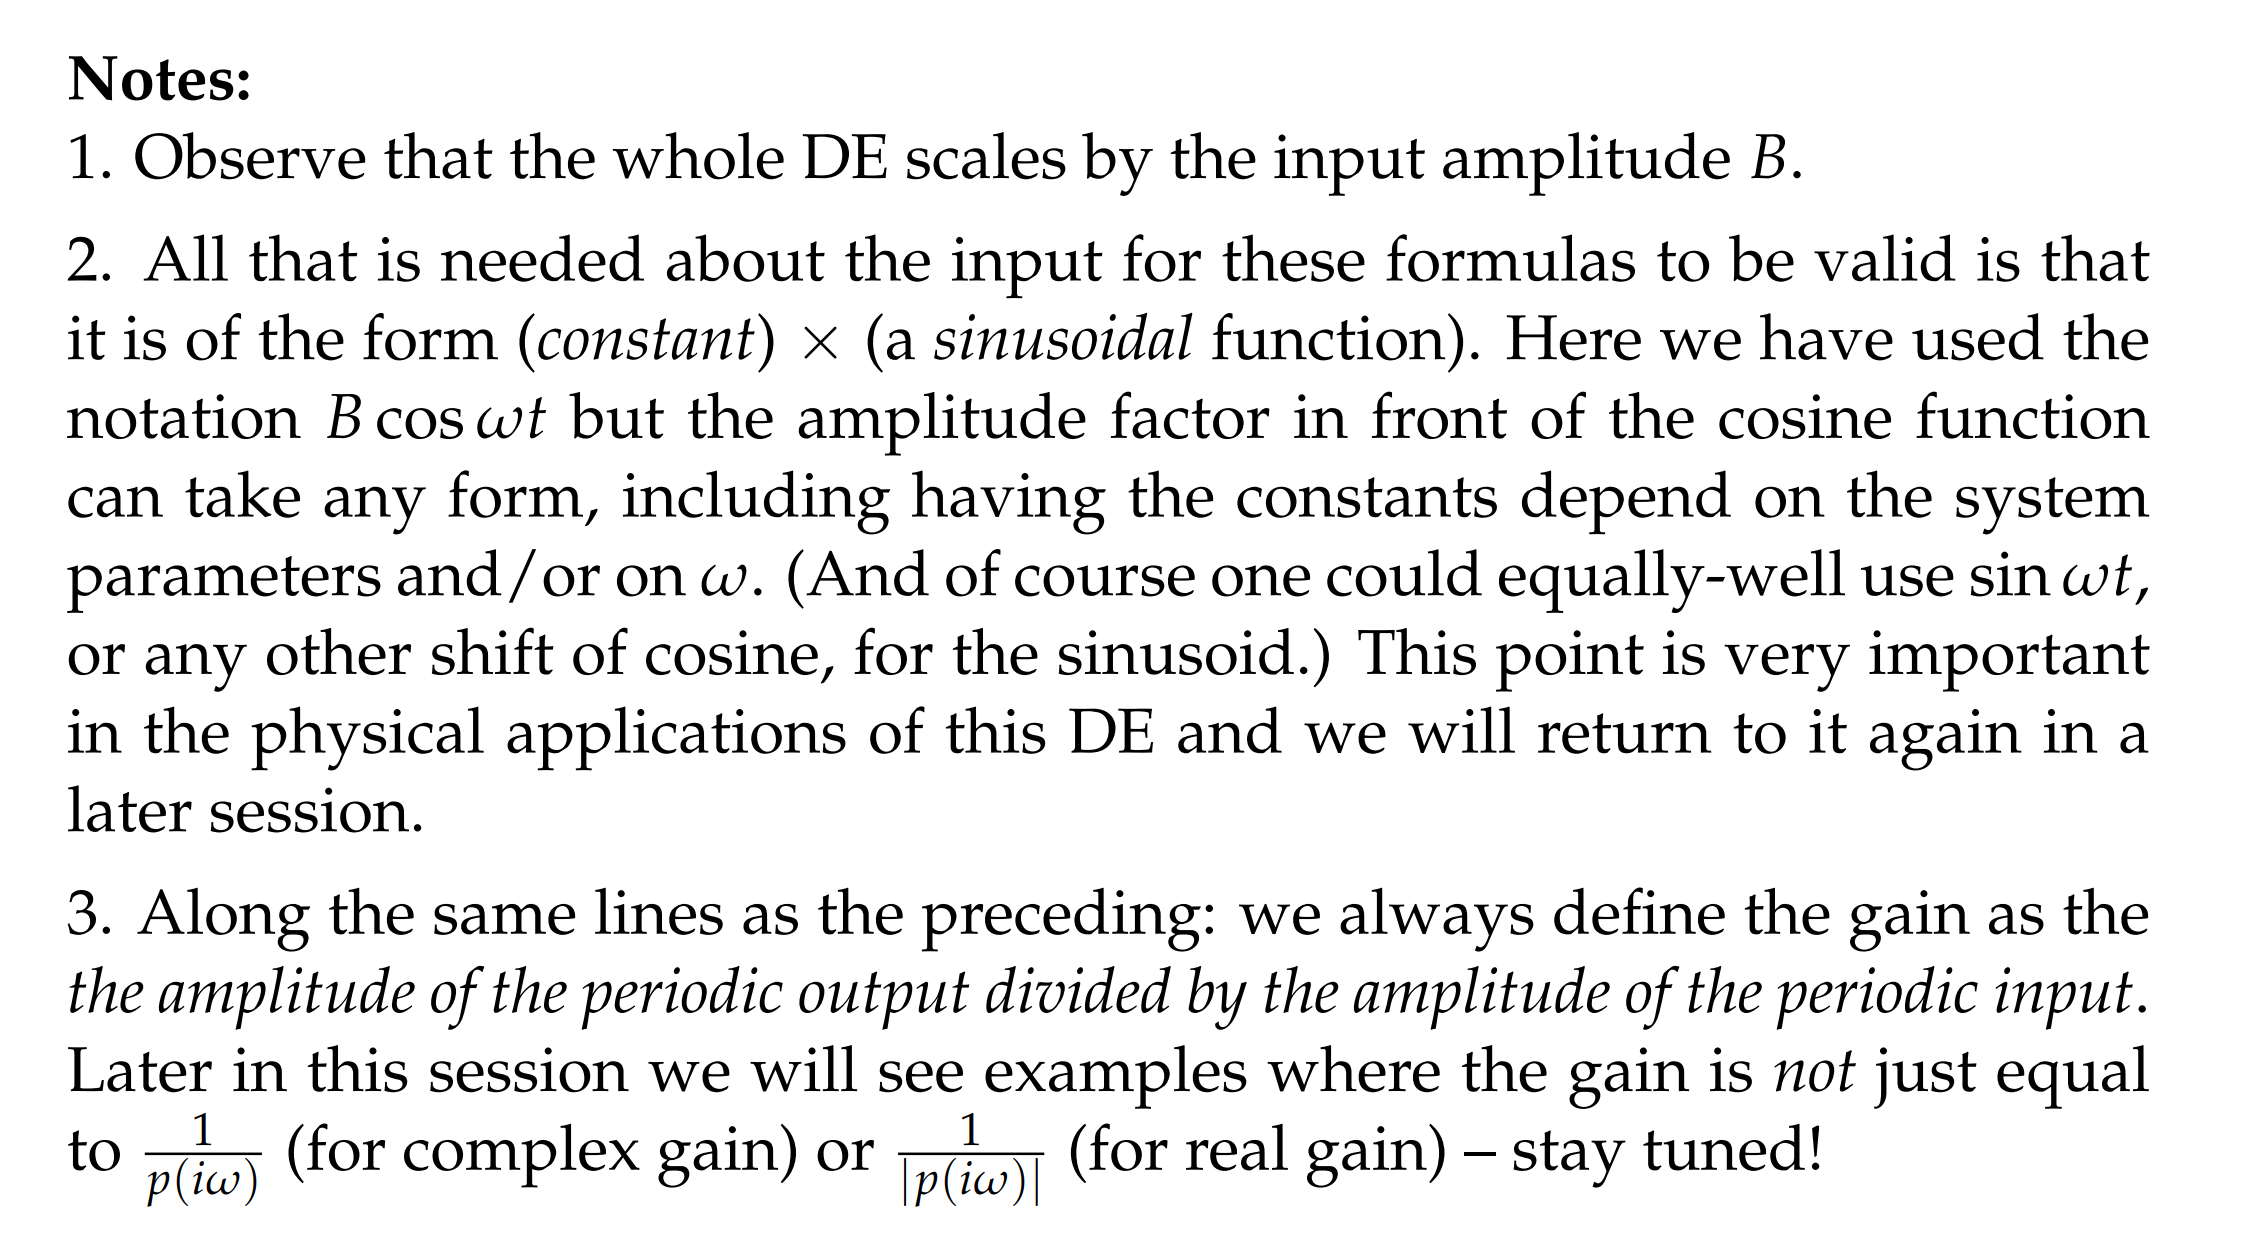 Notes:
1. Observe that the whole DE scales by the input amplitude B.
2. All that is needed about the input for these formulas to be valid is that
it is of the form (constant) × (a sinusoidal function). Here we have used the
notation B cos ωt but the amplitude factor in front of the cosine function
can take any form, including having the constants depend on the system
parameters and/or on ω. (And of course one could equally-well use sin ωt,
or any other shift of cosine, for the sinusoid.) This point is very important
in the physical applications of this DE and we will return to it again in a
later session.
3. Along the same lines as the preceding: we always define the gain as the
the amplitude of the periodic output divided by the amplitude of the periodic input.
Later in this session we will see examples where the gain is not just equal
to 1/p(iω) (for complex gain) or 1/|p(iω)| (for real gain) – stay tuned!